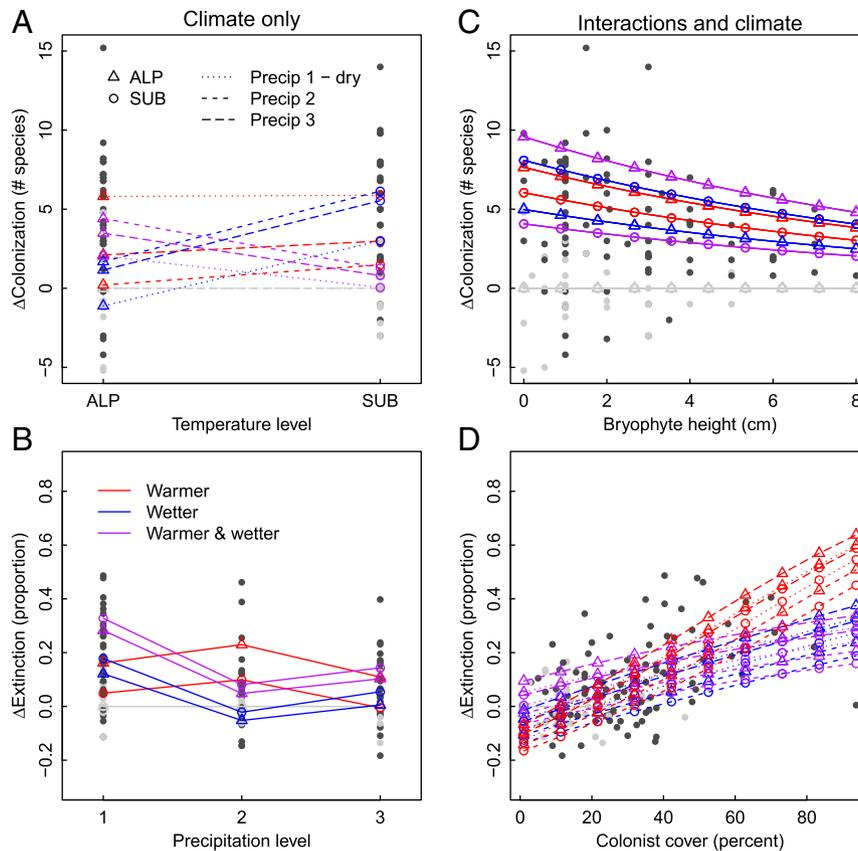 A
Climate only
ΔColonization (# species)
15
10
5
0
−5
ALP
SUB
Precip 1 − dry
Precip 2
Precip 3
ALP
SUB
Temperature level
C
Interactions and climate
ΔColonization (# species)
15
10
5
0
−5
0 2 4 6 8
Bryophyte height (cm)
B
ΔExtinction (proportion)
0.8
0.6
0.4
0.2
0.0
−0.2
Warmer
Wetter
Warmer & wetter
1 2 3
Precipitation level
D
ΔExtinction (proportion)
0.8
0.6
0.4
0.2
0.0
−0.2
0 20 40 60 80
Colonist cover (percent)